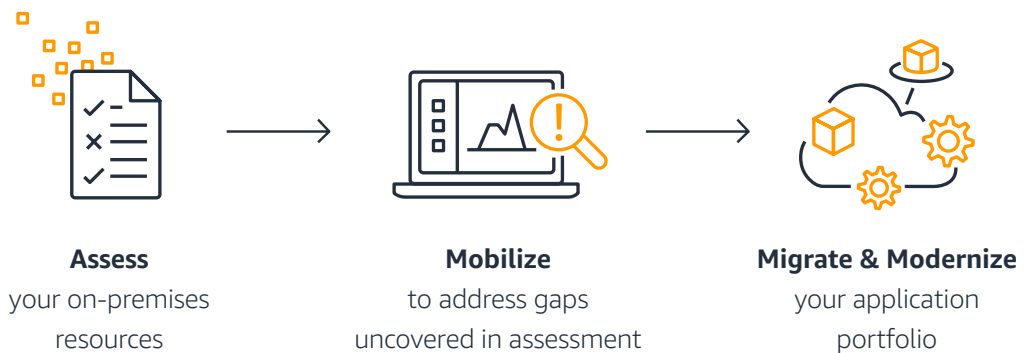 Assess
your on-premises
resources
Mobilize
to address gaps
uncovered in assessment
Migrate & Modernize
your application
portfolio